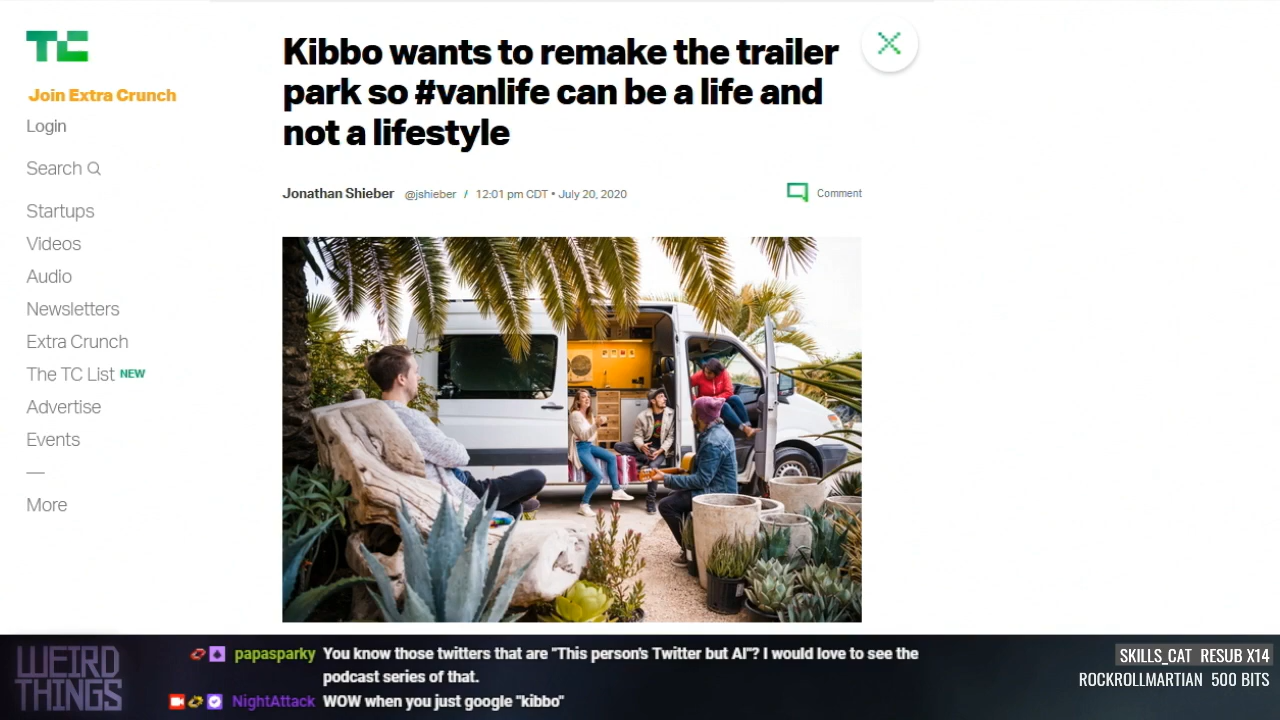 TC
Join Extra Crunch
Login
Search
Startups
Videos
Audio
Newsletters
Extra Crunch
The TC List NEW
Advertise
Events
—
More
Kibbo wants to remake the trailer
park so #vanlife can be a life and
not a lifestyle
Jonathan Shieber @jshieber / 12:01 pm CDT • July 20, 2020
Comment
WEIRD
THINGS
papasparky You know those twitters that are "This person's Twitter but AI"? I would love to see the
podcast series of that.
NightAttack WOW when you just google "kibbo"
SKILLS_CAT RESUB X14
ROCKROLLMARTIAN 500 BITS